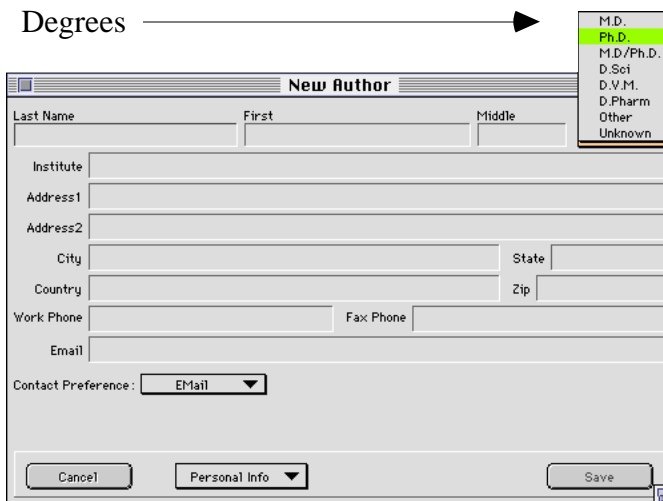 Degrees
M.D.
Ph.D.
M.D/Ph.D.
D.Sci
D.V.M.
D.Pharm
Other
Unknown
New Author
Last Name First Middle
Institute
Address1
Address2
City State
Country Zip
Work Phone Fax Phone
Email
Contact Preference: EMail
Cancel Personal Info Save